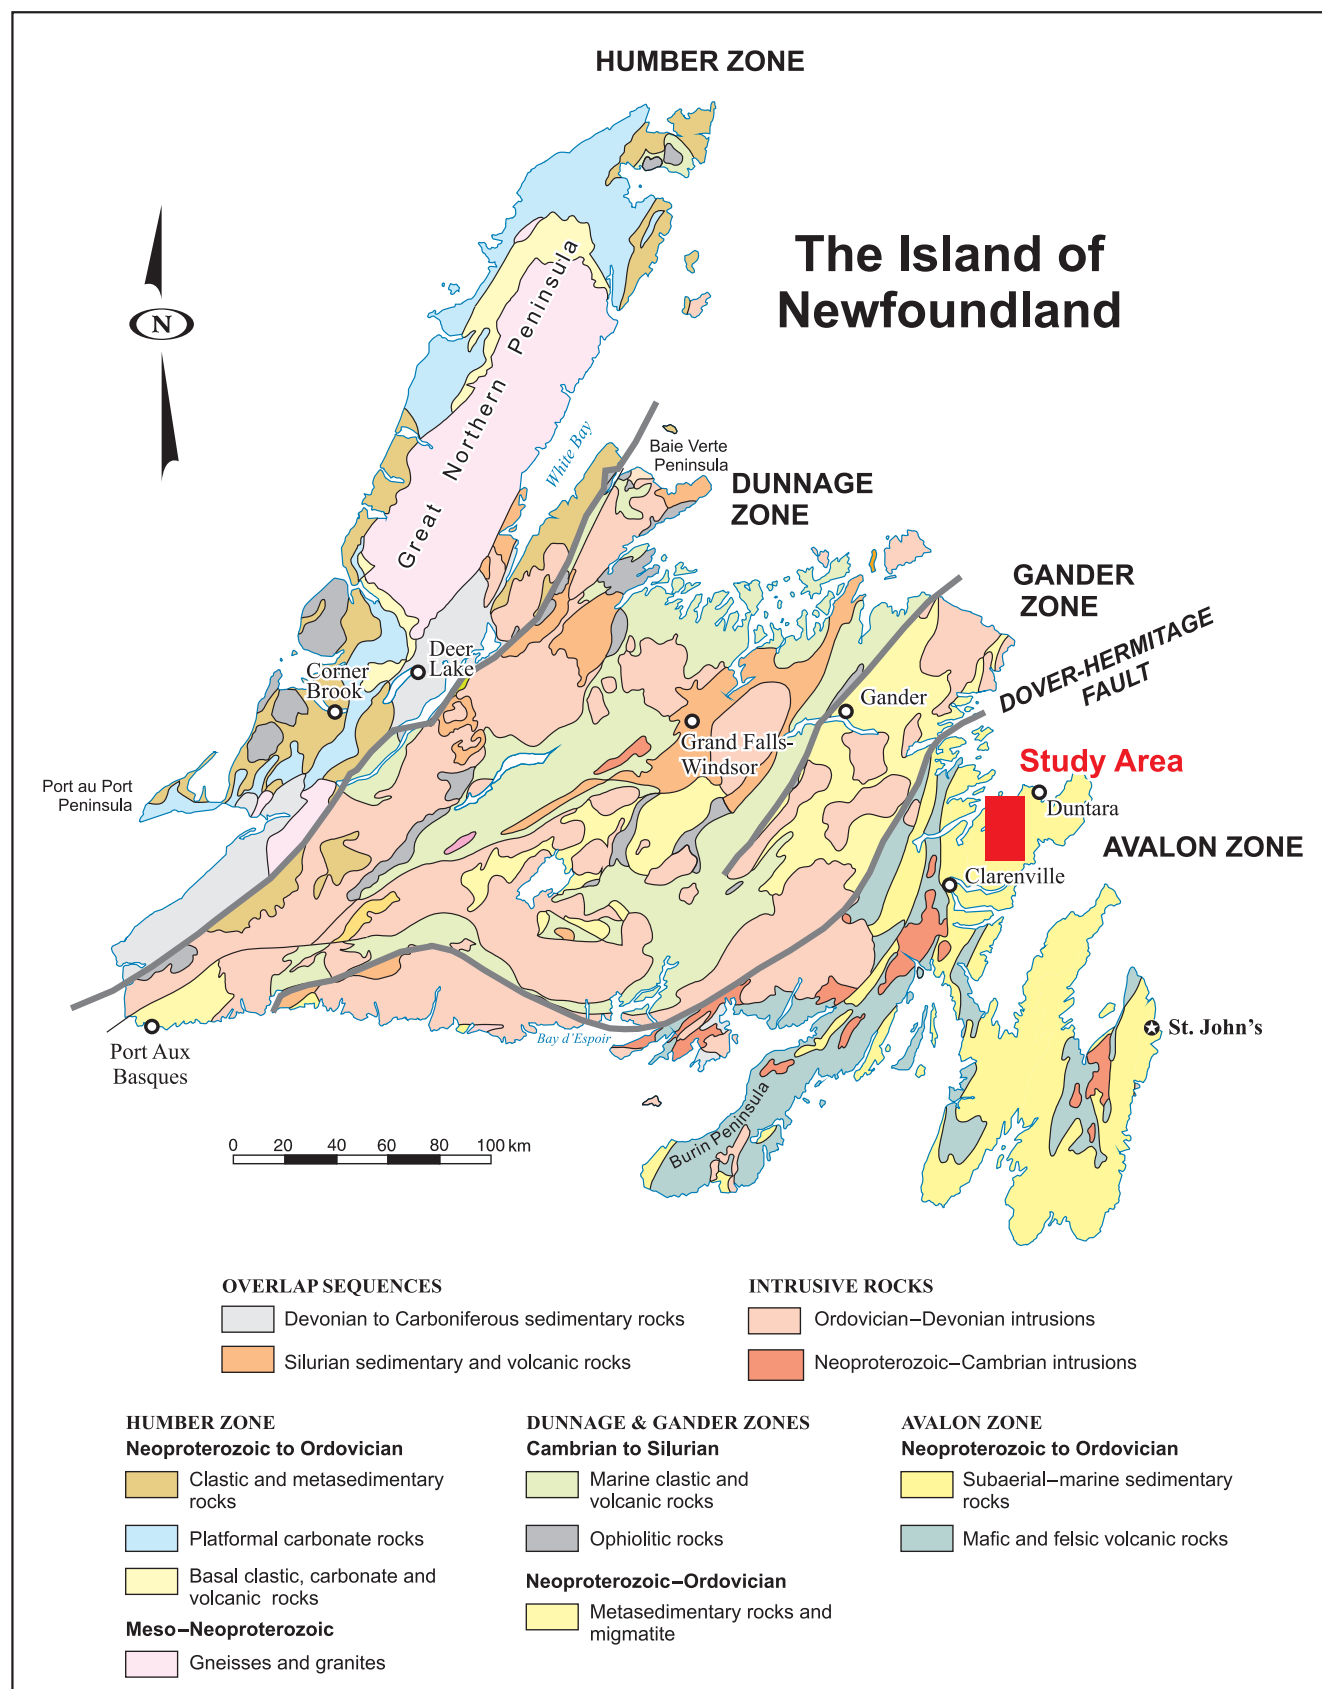 HUMBER ZONE
The Island of
Newfoundland
N
Great Northern Peninsula
White Bay
Baie Verte
Peninsula
DUNNAGE
ZONE
GANDER
ZONE
DOVER-HERMITAGE
FAULT
Deer
Lake
Corner
Brook
Gander
Grand Falls-
Windsor
Study Area
Duntara
Port au Port
Peninsula
AVALON ZONE
Clarenville
St. John's
Bay d'Espoir
Port Aux
Basques
Burin Peninsula
0 20 40 60 80 100 km
OVERLAP SEQUENCES
Devonian to Carboniferous sedimentary rocks
Silurian sedimentary and volcanic rocks
INTRUSIVE ROCKS
Ordovician–Devonian intrusions
Neoproterozoic–Cambrian intrusions
HUMBER ZONE
Neoproterozoic to Ordovician
Clastic and metasedimentary
rocks
Platformal carbonate rocks
Basal clastic, carbonate and
volcanic rocks
Meso–Neoproterozoic
Gneisses and granites
DUNNAGE & GANDER ZONES
Cambrian to Silurian
Marine clastic and
volcanic rocks
Ophiolitic rocks
Neoproterozoic–Ordovician
Metasedimentary rocks and
migmatite
AVALON ZONE
Neoproterozoic to Ordovician
Subaerial–marine sedimentary
rocks
Mafic and felsic volcanic rocks